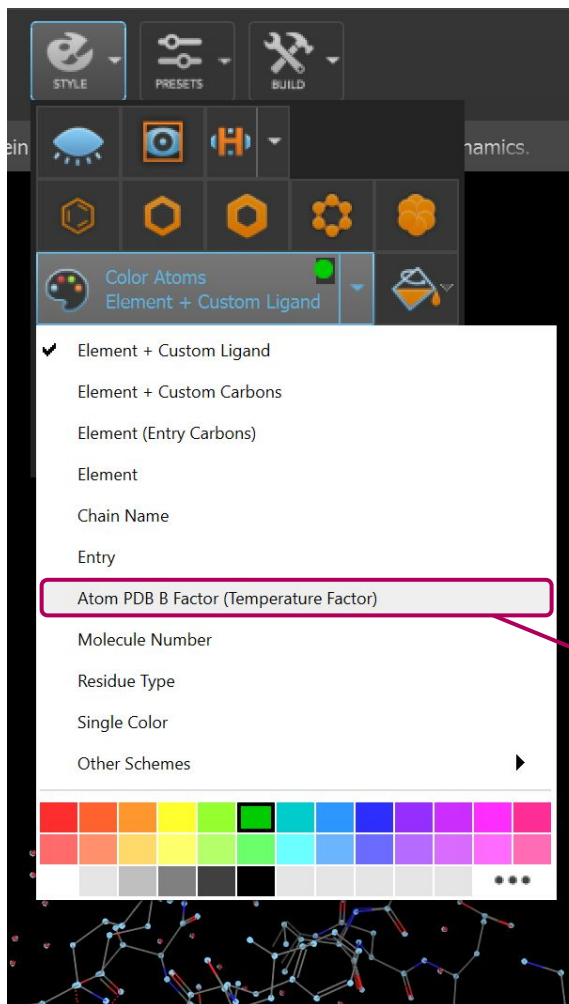 STYLE PRESETS BUILD
ein hamics.
H
Color Atoms
Element + Custom Ligand
Element + Custom Ligand
Element + Custom Carbons
Element (Entry Carbons)
Element
Chain Name
Entry
Atom PDB B Factor (Temperature Factor)
Molecule Number
Residue Type
Single Color
Other Schemes